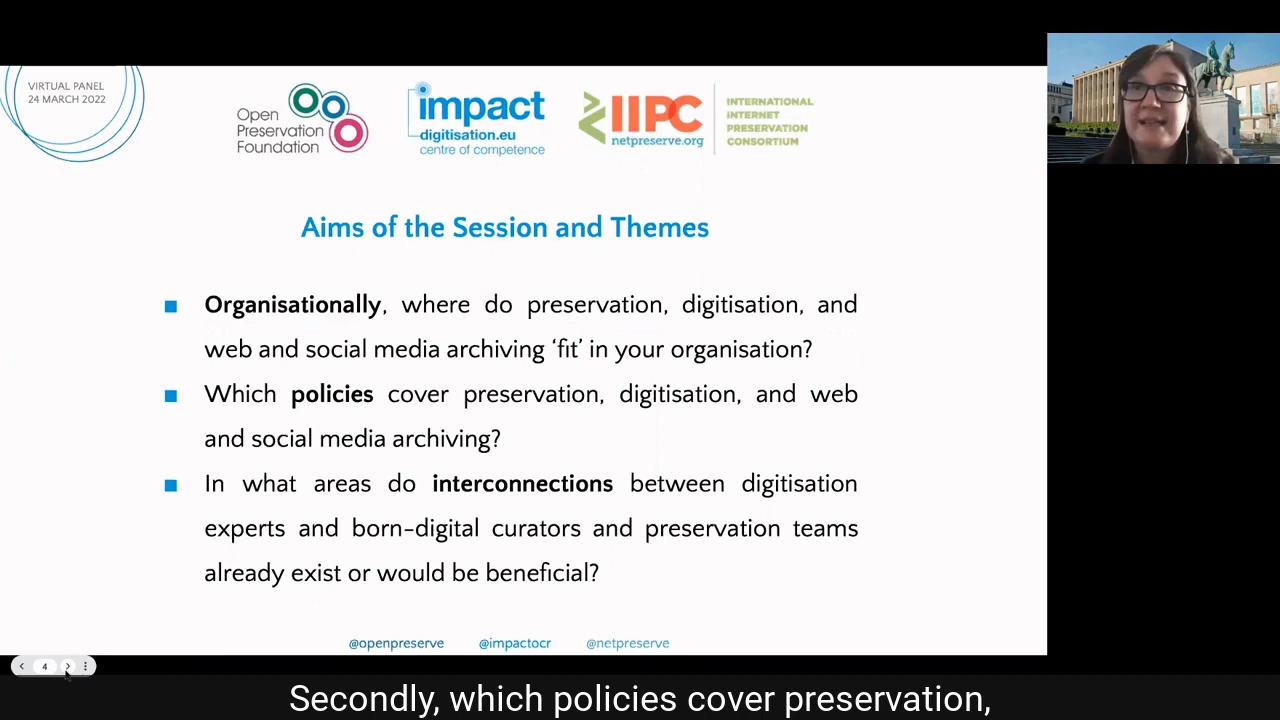 VIRTUAL PANEL
24 MARCH 2022
Open
Preservation
Foundation
impact
digitisation.eu
centre of competence
IIPC
netpreserve.org
INTERNATIONAL
INTERNET
PRESERVATION
CONSORTIUM
Aims of the Session and Themes
Organisationally, where do preservation, digitisation, and
web and social media archiving ‘fit’ in your organisation?
Which policies cover preservation, digitisation, and web
and social media archiving?
In what areas do interconnections between digitisation
experts and born-digital curators and preservation teams
already exist or would be beneficial?
@openpreserve @impactocr @netpreserve
4
Secondly, which policies cover preservation,